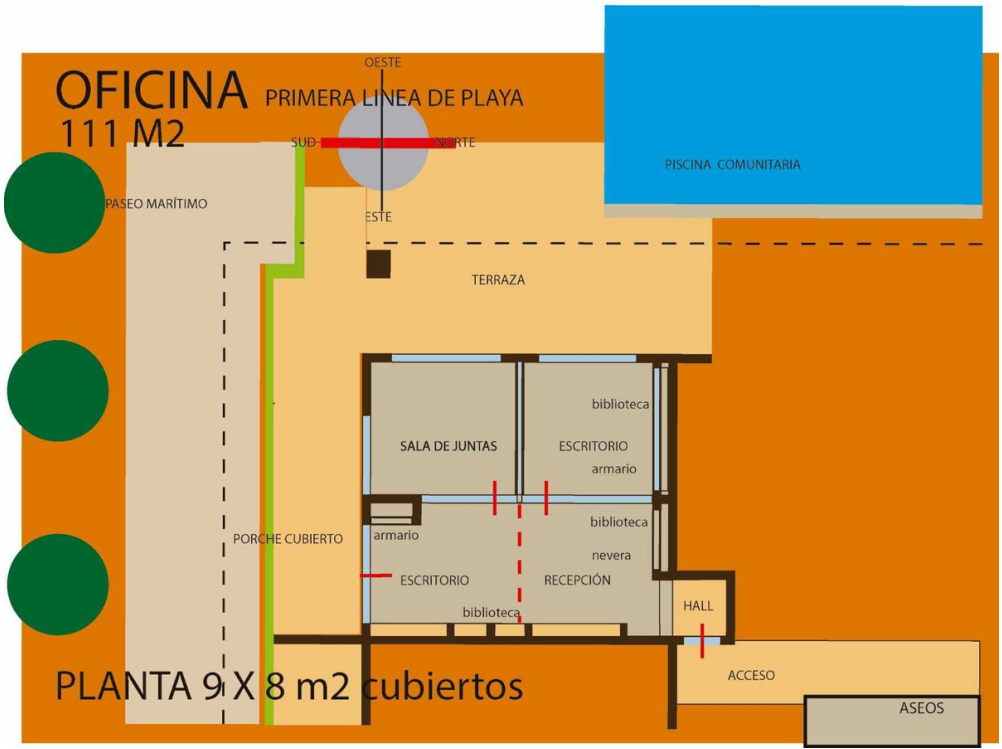 OESTE
OFICINA PRIMERA LINEA DE PLAYA
111 M2
SUD NORTE
PISCINA COMUNITARIA
PASEO MARÍTIMO
ESTE
TERRAZA
biblioteca
SALA DE JUNTAS ESCRITORIO
armario
biblioteca
armario
PORCHE CUBIERTO
nevera
ESCRITORIO RECEPCIÓN
biblioteca
HALL
ACCESO
PLANTA 9 X 8 m2 cubiertos
ASEOS